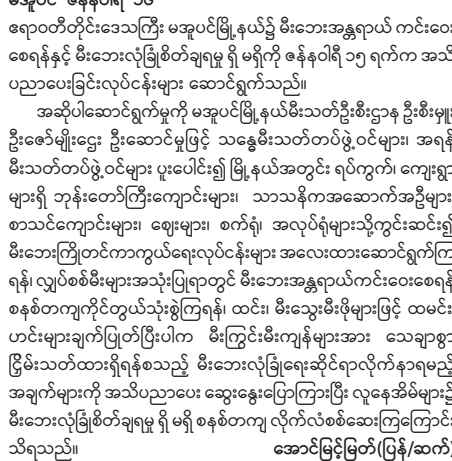 မအူပင် ဇန်နဝါရီ ၁၆
ဧရာဝတီတိုင်းဒေသကြီး မအူပင်မြို့နယ်၌ မီးဘေးအန္တရာယ် ကင်းဝေး
စေရန်နှင့် မီးဘေးလုံခြုံစိတ်ချရမှု ရှိ မရှိကို ဇန်နဝါရီ ၁၅ ရက်က အသိ
ပညာပေးခြင်းလုပ်ငန်းများ ဆောင်ရွက်သည်။
အဆိုပါဆောင်ရွက်မှုကို မအူပင်မြို့နယ်မီးသတ်ဦးစီးဌာန ဦးစီးမှူး
ဦးဇော်မျိုးဌေး ဦးဆောင်မှုဖြင့် သန္ဓေမီးသတ်တပ်ဖွဲ့ဝင်များ၊ အရန်
မီးသတ်တပ်ဖွဲ့ဝင်များ ပူးပေါင်း၍ မြို့နယ်အတွင်း ရပ်ကွက်၊ ကျေးရွာ
များရှိ ဘုန်းတော်ကြီးကျောင်းများ၊ သာသနိကအဆောက်အဦများ
စာသင်ကျောင်းများ၊ ဈေးများ၊ စက်ရုံ၊ အလုပ်ရုံများသို့ကွင်းဆင်း၍
မီးဘေးကြိုတင်ကာကွယ်ရေးလုပ်ငန်းများ အလေးထားဆောင်ရွက်ကြ
ရန်၊ လျှပ်စစ်မီးများအသုံးပြုရာတွင် မီးဘေးအန္တရာယ်ကင်းဝေးစေရန်
စနစ်တကျကိုင်တွယ်သုံးစွဲကြရန်၊ ထင်း၊ မီးသွေးမီးဖိုများဖြင့် ထမင်း
ဟင်းများချက်ပြုတ်ပြီးပါက မီးကြွင်းမီးကျန်များအား သေချာစွာ
ငြှိမ်းသတ်ထားရှိရန်စသည့် မီးဘေးလုံခြုံရေးဆိုင်ရာလိုက်နာရမည့်
အချက်များကို အသိပညာပေး ဆွေးနွေးပြောကြားပြီး လူနေအိမ်များ၌
မီးဘေးလုံခြုံစိတ်ချရမှု ရှိ မရှိ စနစ်တကျ လိုက်လံစစ်ဆေးကြကြောင်း
သိရသည်။ အောင်မြင့်မြတ်(ပြန်/ဆက်)